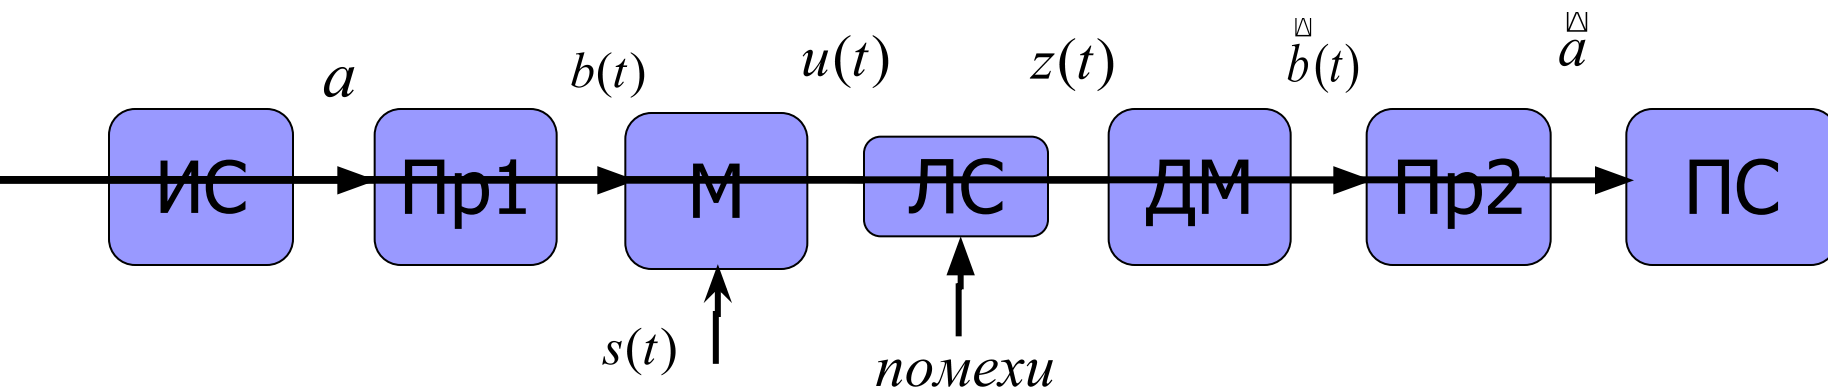 a b(t) u(t) z(t) b(t) a
ИС Пр1 М ЛС ДМ Пр2 ПС
s(t) помехи